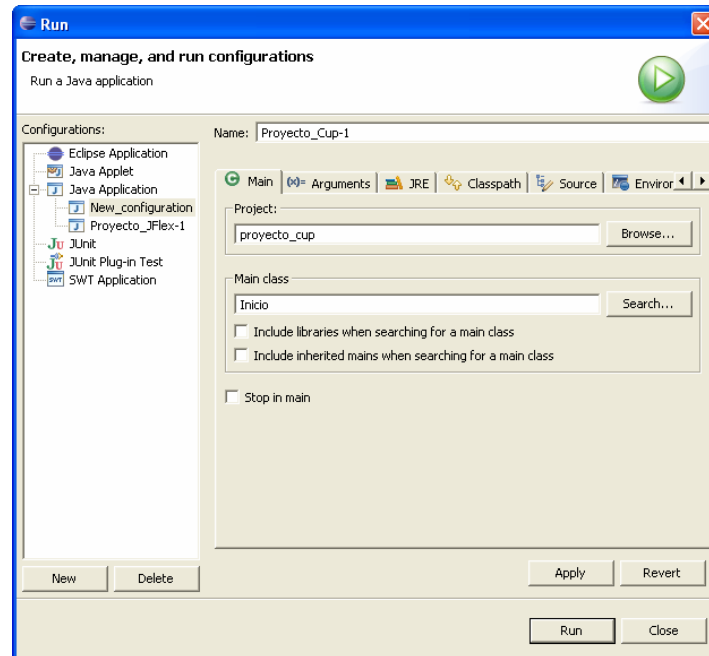 Run
Create, manage, and run configurations
Run a Java application
Configurations:
Eclipse Application
Java Applet
Java Application
New_configuration
Proyecto_JFlex-1
JUnit
JUnit Plug-in Test
SWT Application
New
Delete
Name: Proyecto_Cup-1
Main
(x)= Arguments
JRE
Classpath
Source
Enviror
Project:
proyecto_cup
Browse...
Main class
Inicio
Search...
Include libraries when searching for a main class
Include inherited mains when searching for a main class
Stop in main
Apply
Revert
Run
Close